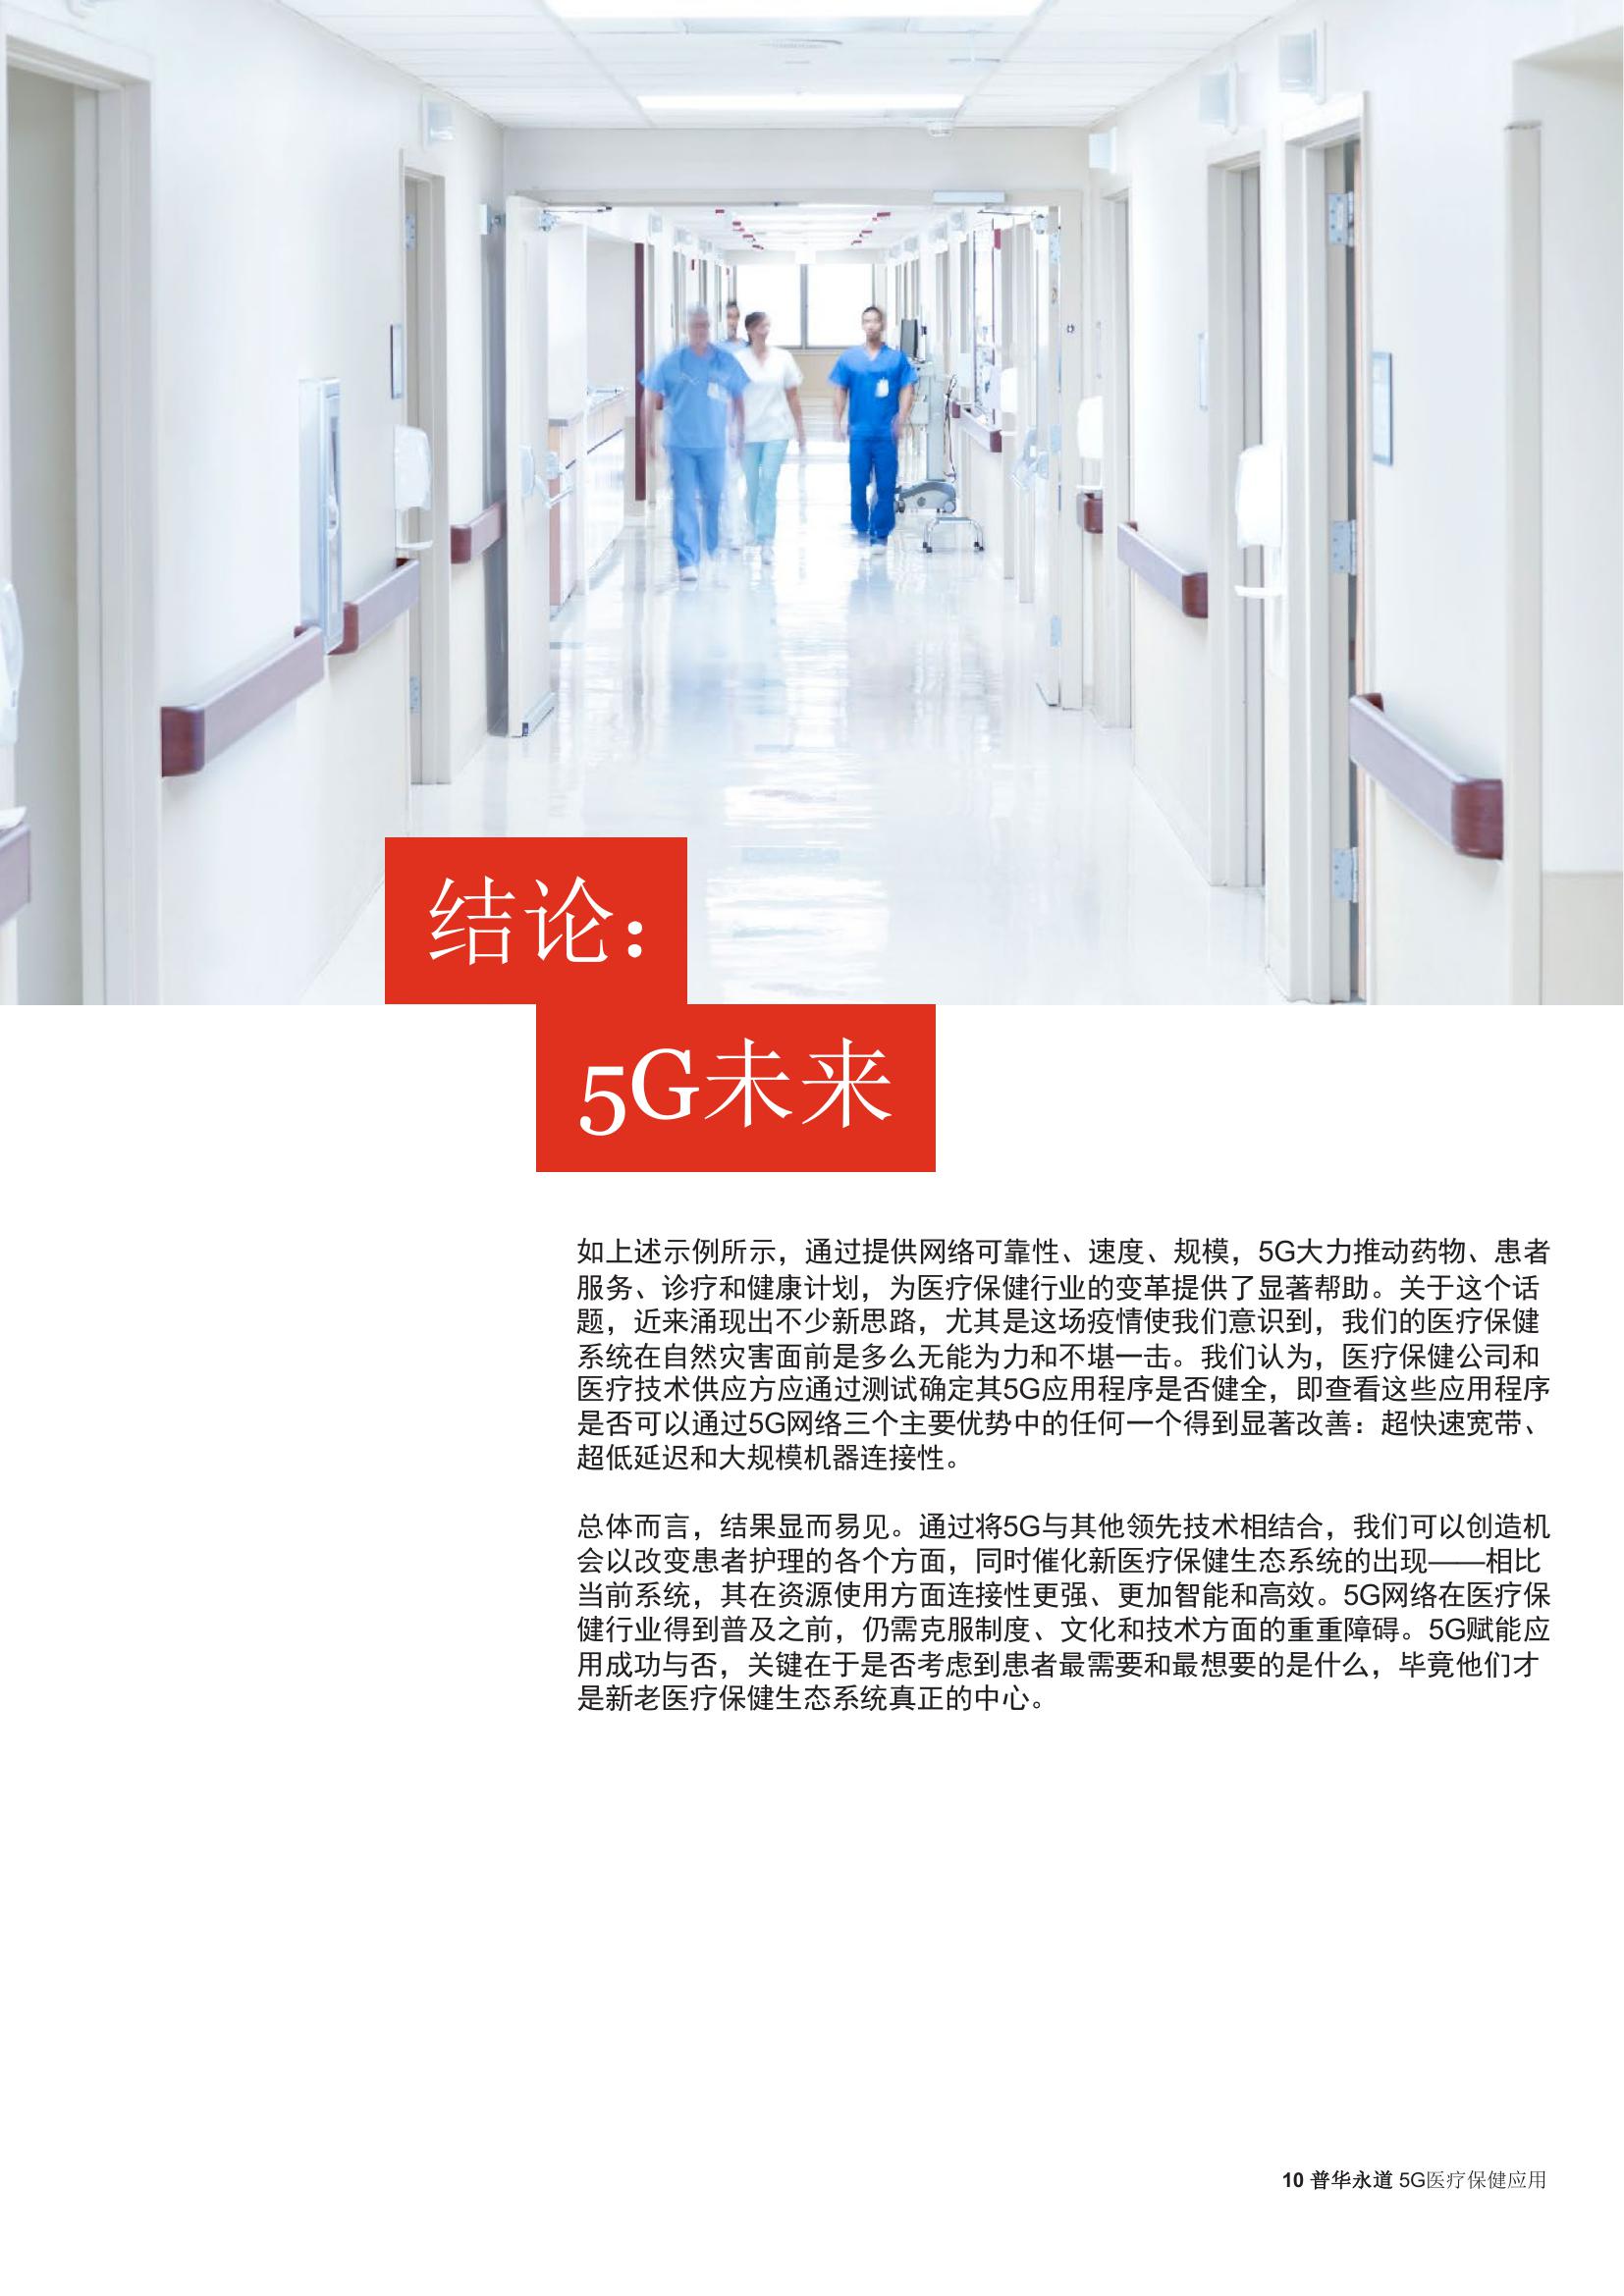 结论：
5G未来
如上述示例所示，通过提供网络可靠性、速度、规模，5G大力推动药物、患者
服务、诊疗和健康计划，为医疗保健行业的变革提供了显著帮助。关于这个话
题，近来涌现出不少新思路，尤其是这场疫情使我们意识到，我们的医疗保健
系统在自然灾害面前是多么无能为力和不堪一击。我们认为，医疗保健公司和
医疗技术供应方应通过测试确定其5G应用程序是否健全，即查看这些应用程序
是否可以通过5G网络三个主要优势中的任何一个得到显著改善：超快速宽带、
超低延迟和大规模机器连接性。
总体而言，结果显而易见。通过将5G与其他领先技术相结合，我们可以创造机
会以改变患者护理的各个方面，同时催化新医疗保健生态系统的出现——相比
当前系统，其在资源使用方面连接性更强、更加智能和高效。5G网络在医疗保
健行业得到普及之前，仍需克服制度、文化和技术方面的重重障碍。5G赋能应
用成功与否，关键在于是否考虑到患者最需要和最想要的是什么，毕竟他们才
是新老医疗保健生态系统真正的中心。
10 普华永道 5G医疗保健应用